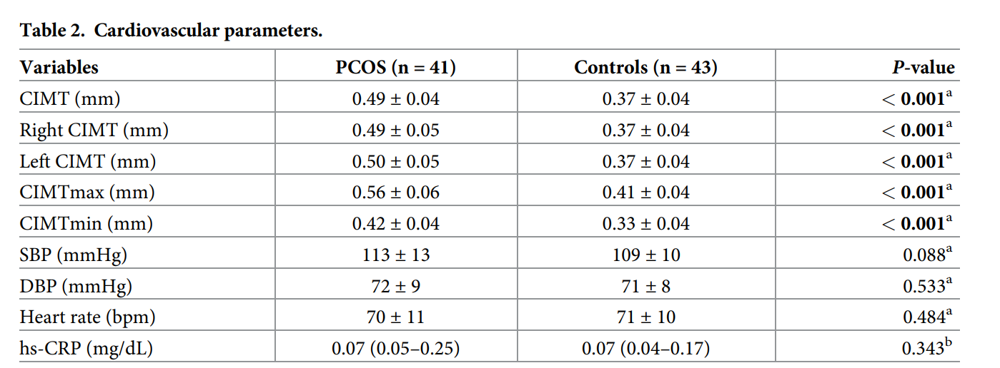 Table 2. Cardiovascular parameters.
Variables PCOS (n = 41) Controls (n = 43) P-value
CIMT (mm) 0.49 ± 0.04 0.37 ± 0.04 < 0.001a
Right CIMT (mm) 0.49 ± 0.05 0.37 ± 0.04 < 0.001a
Left CIMT (mm) 0.50 ± 0.05 0.37 ± 0.04 < 0.001a
CIMTmax (mm) 0.56 ± 0.06 0.41 ± 0.04 < 0.001a
CIMTmin (mm) 0.42 ± 0.04 0.33 ± 0.04 < 0.001a
SBP (mmHg) 113 ± 13 109 ± 10 0.088a
DBP (mmHg) 72 ± 9 71 ± 8 0.533a
Heart rate (bpm) 70 ± 11 71 ± 10 0.484a
hs-CRP (mg/dL) 0.07 (0.05–0.25) 0.07 (0.04–0.17) 0.343b